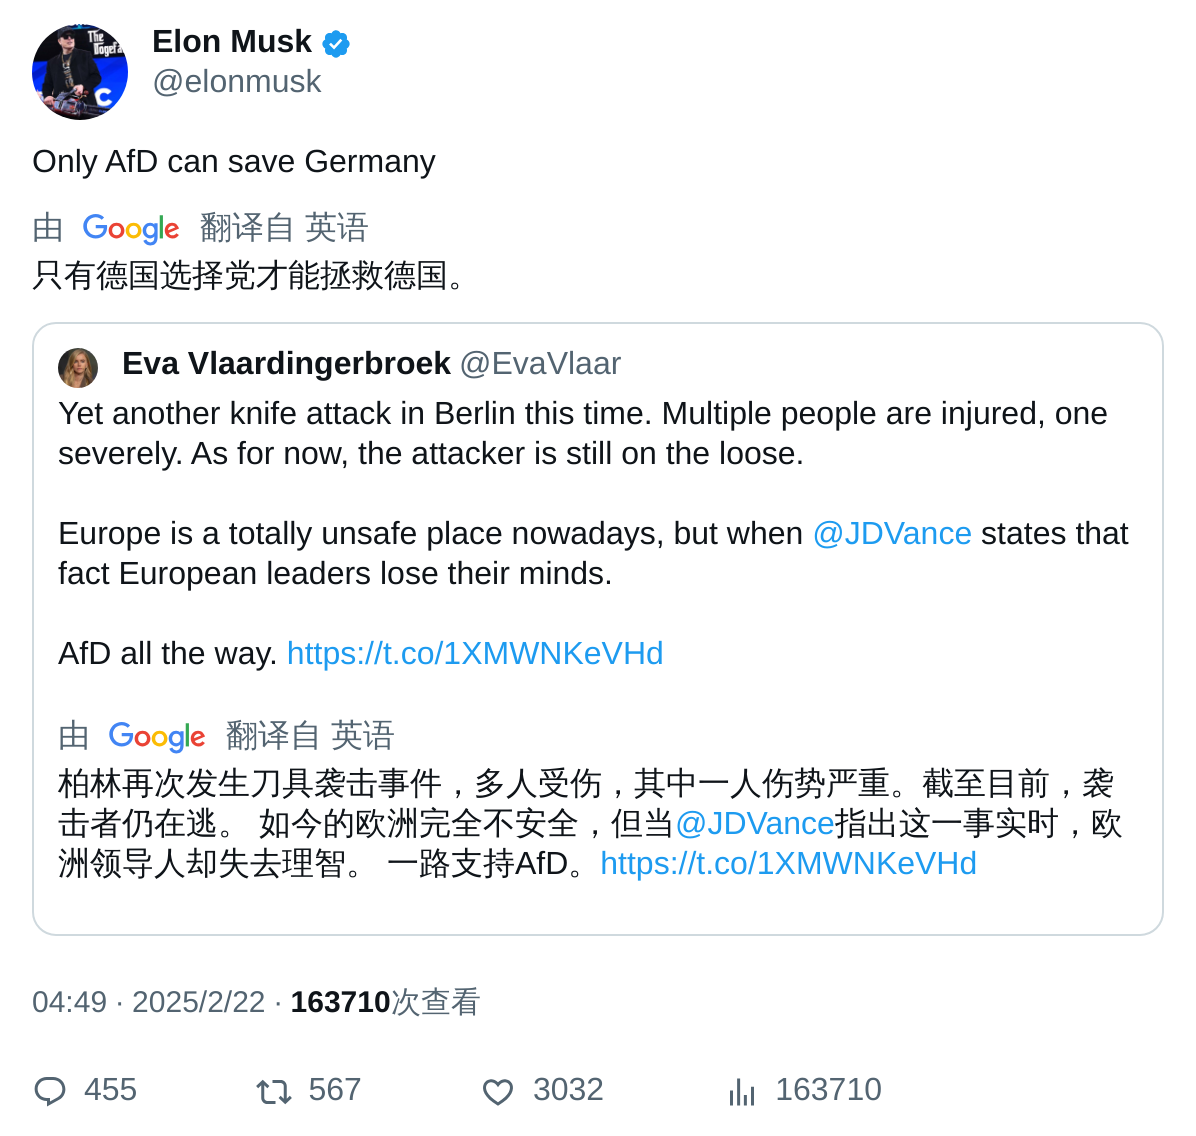 The
Dogefa
C
Elon Musk
@elonmusk
Only AfD can save Germany
由 Google 翻译自 英语
只有德国选择党才能拯救德国。
Eva Vlaardingerbroek @EvaVlaar
Yet another knife attack in Berlin this time. Multiple people are injured, one
severely. As for now, the attacker is still on the loose.
Europe is a totally unsafe place nowadays, but when @JDVance states that
fact European leaders lose their minds.
AfD all the way. https://t.co/1XMWNKeVHd
由 Google 翻译自 英语
柏林再次发生刀具袭击事件，多人受伤，其中一人伤势严重。截至目前，袭
击者仍在逃。 如今的欧洲完全不安全，但当@JDVance指出这一事实时，欧
洲领导人却失去理智。 一路支持AfD。https://t.co/1XMWNKeVHd
04:49 · 2025/2/22 · 163710次查看
455 567 3032 163710